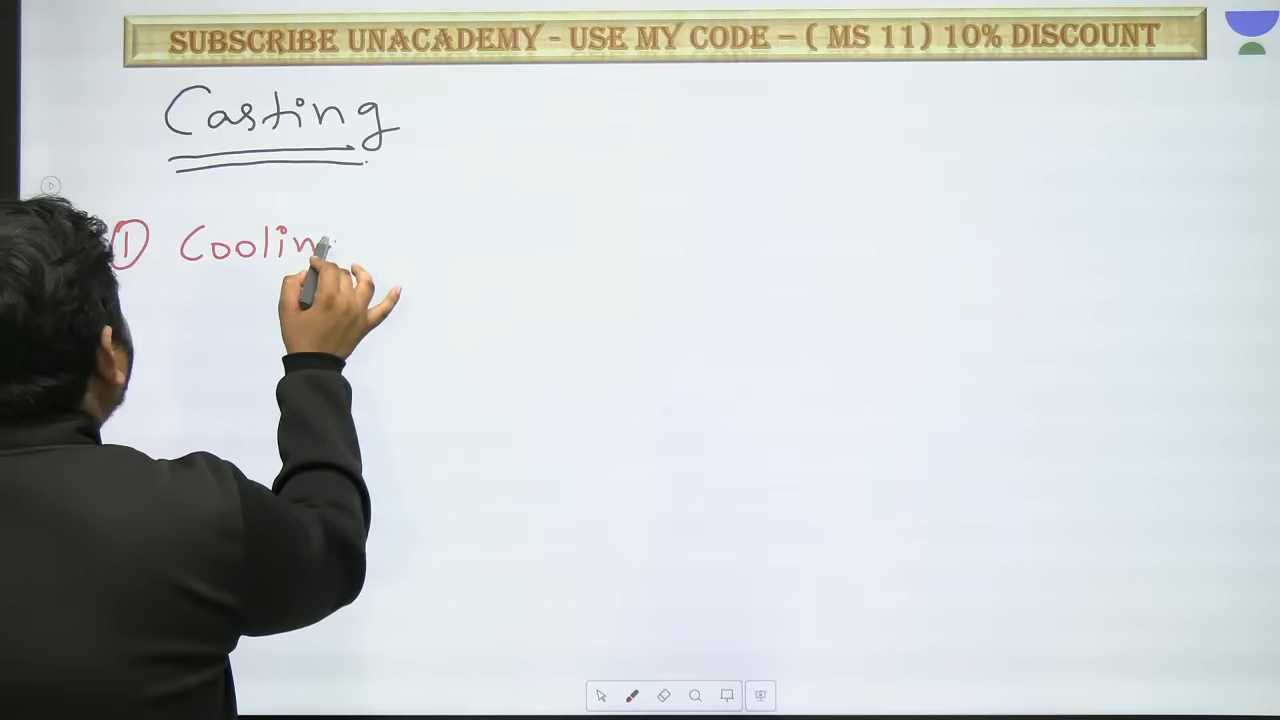 SUBSCRIBE UNACADEMY - USE MY CODE - ( MS 11) 10% DISCOUNT
Casting
① Coolin